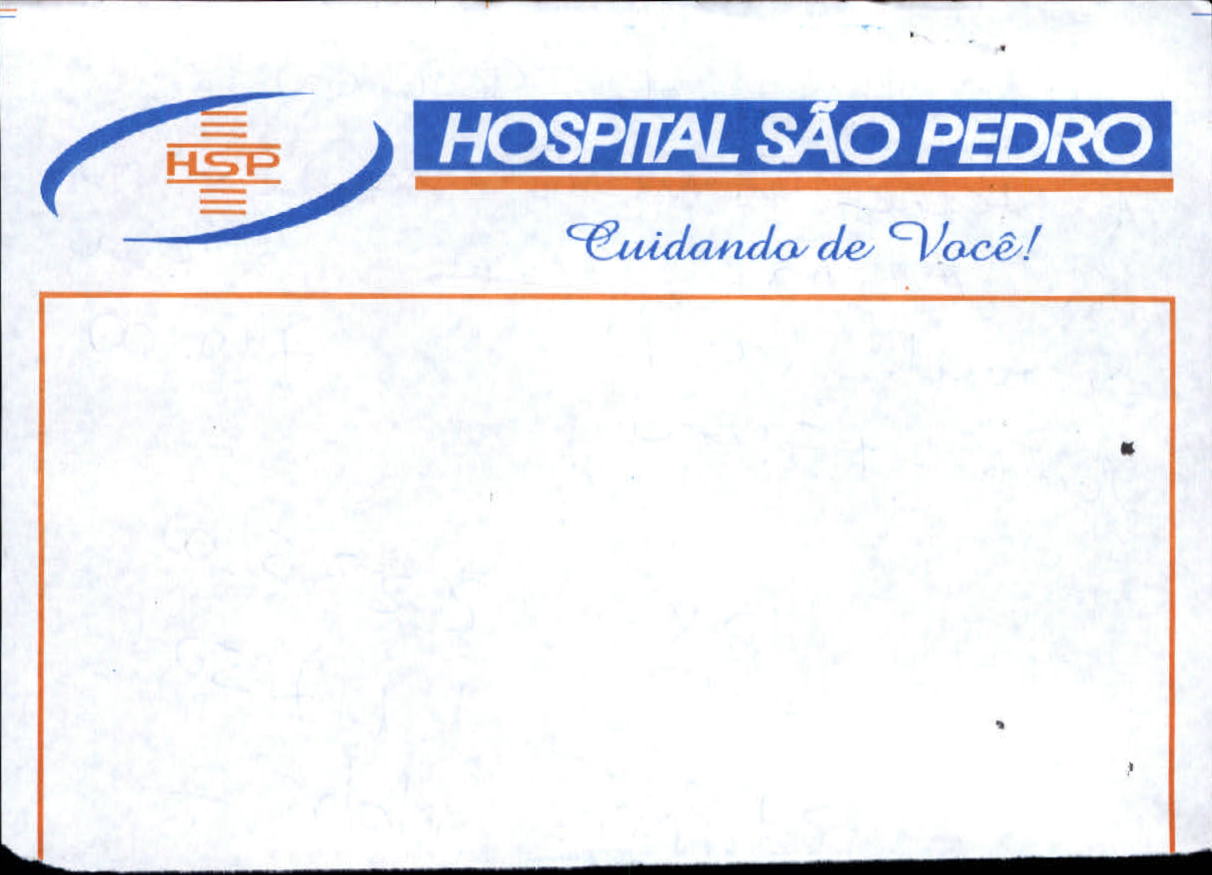 HSP
HOSPITAL SÃO PEDRO
Cuidando de Você!